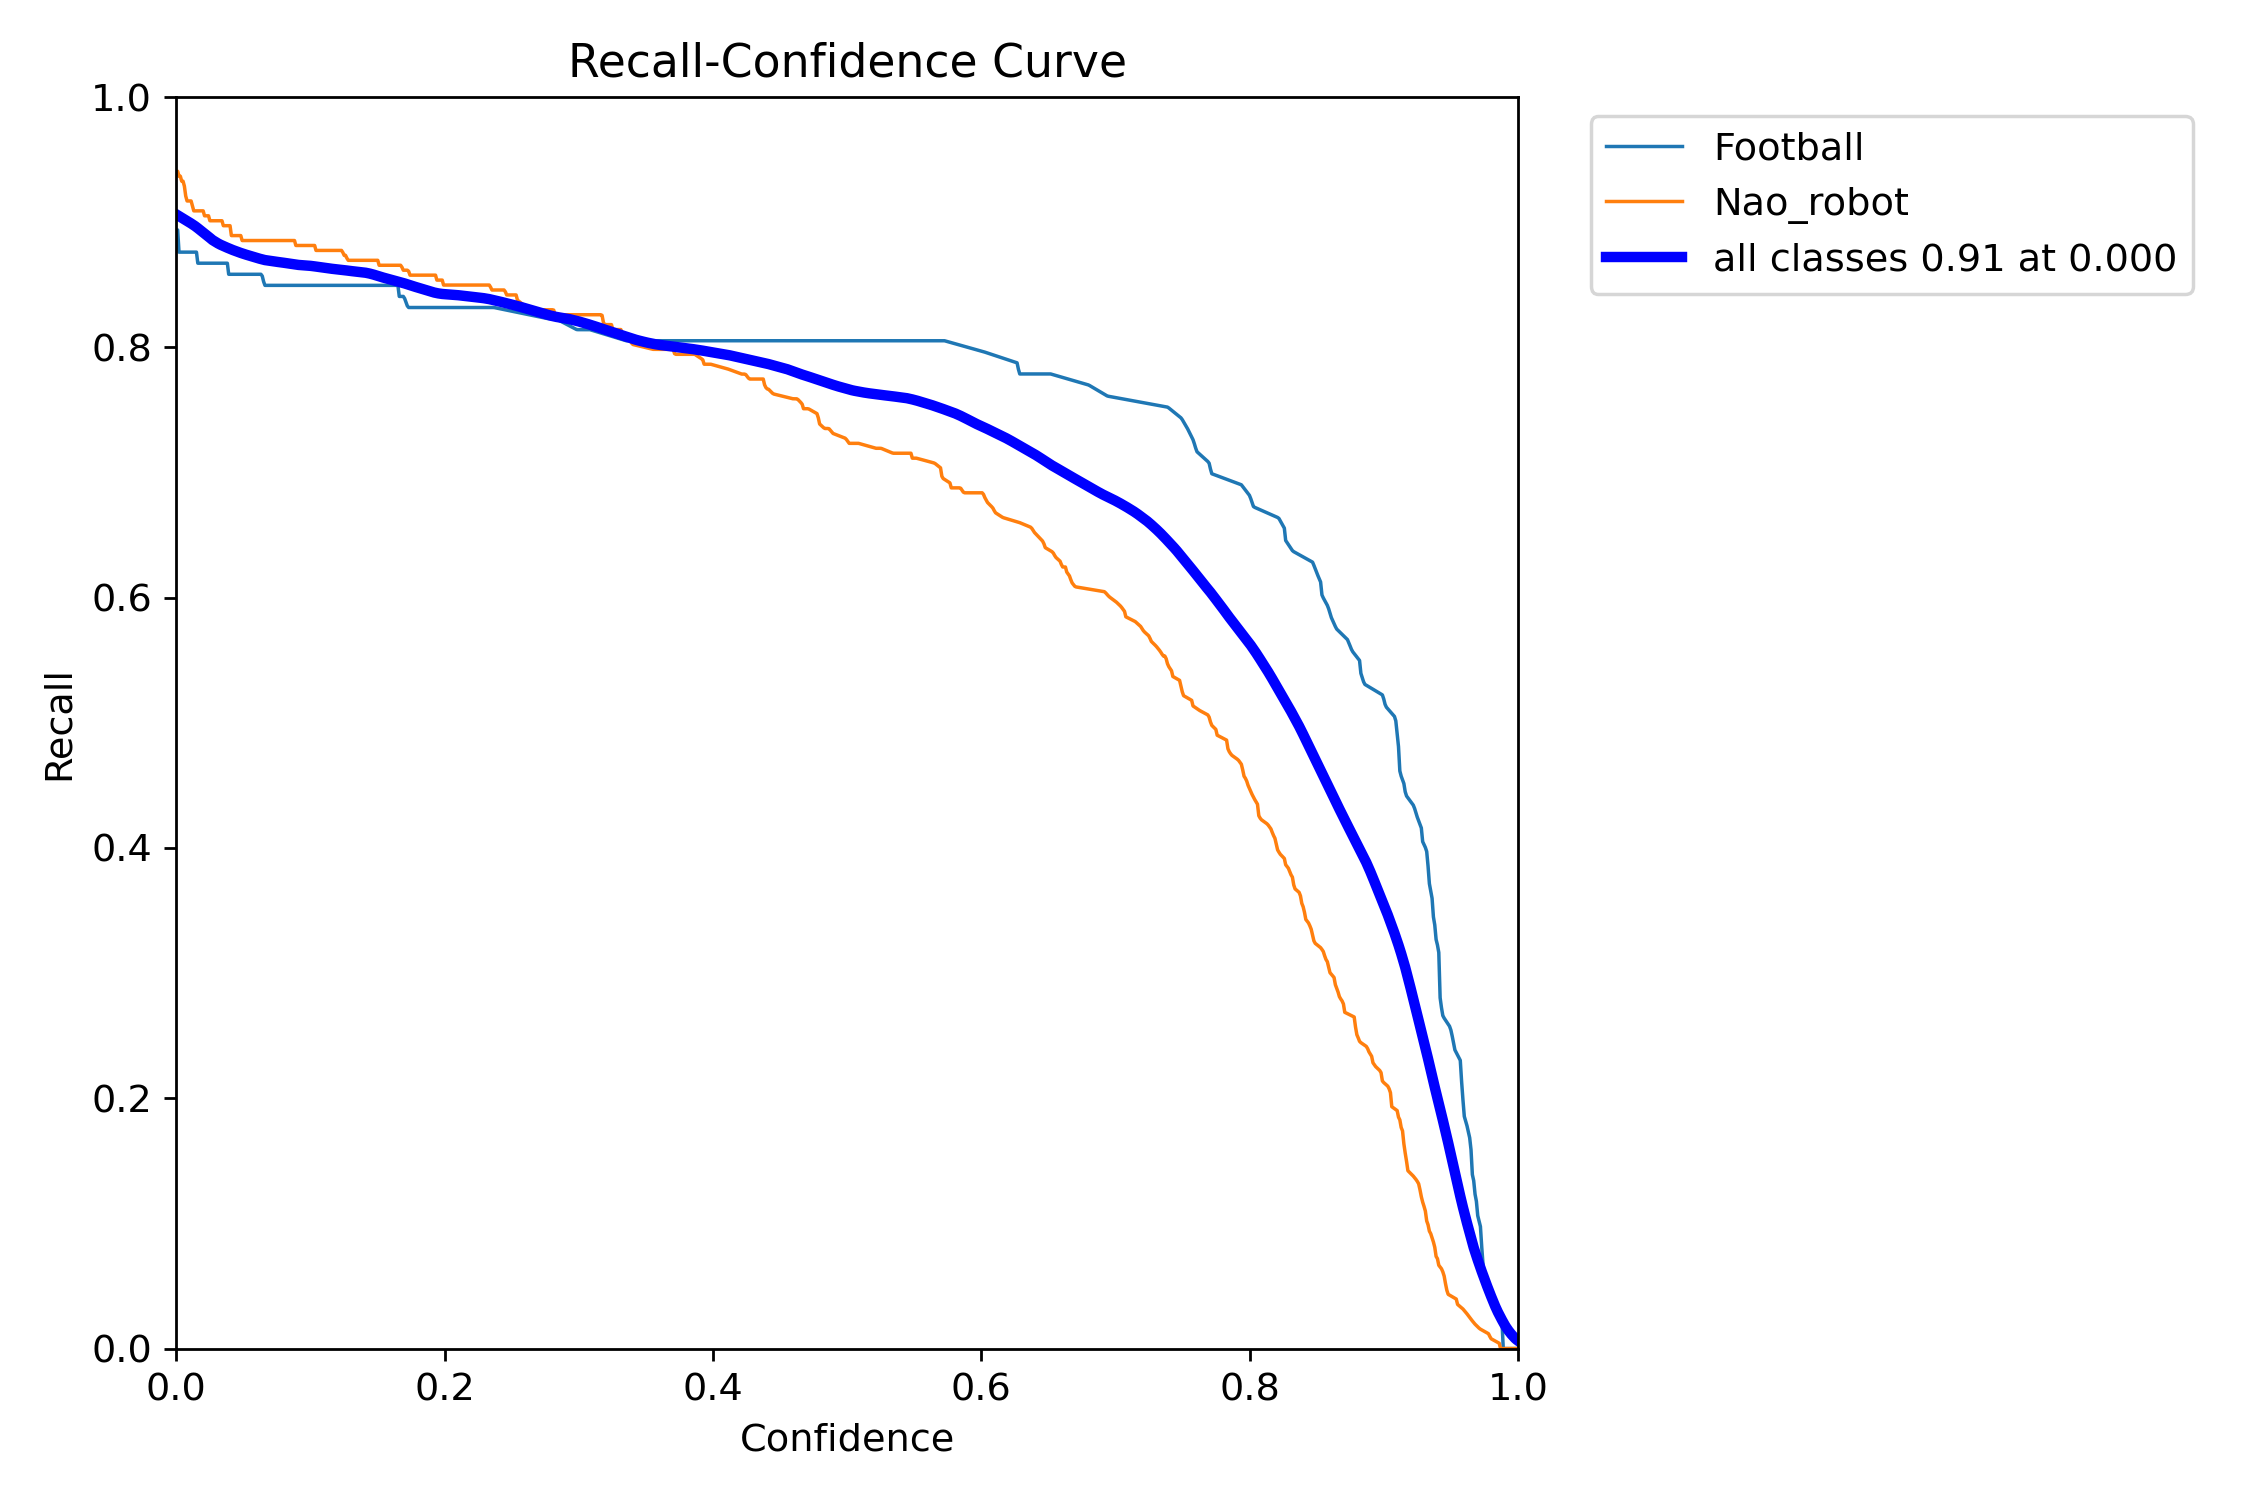 Recall-Confidence Curve
1.0
0.8
0.6
0.4
0.2
0.0
Recall
0.0 0.2 0.4 0.6 0.8 1.0
Confidence
Football
Nao_robot
all classes 0.91 at 0.000